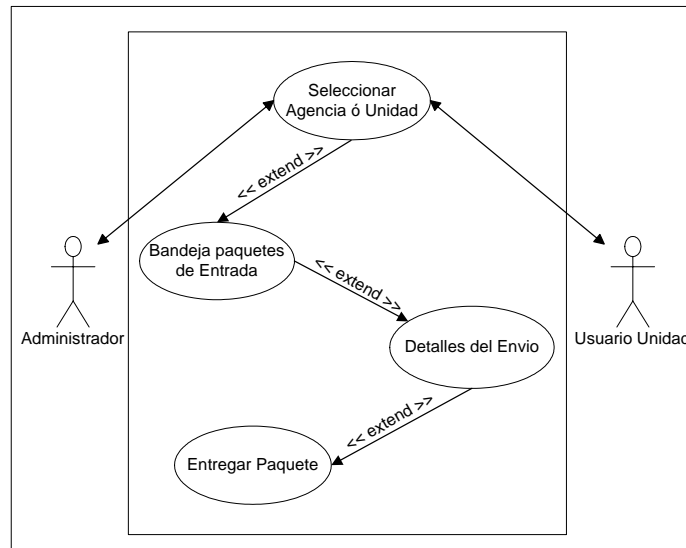 Seleccionar
Agencia ó Unidad
<< extend >>
Bandeja paquetes
de Entrada
<< extend >>
Detalles del Envio
Administrador
Usuario Unidad
<< extend >>
Entregar Paquete